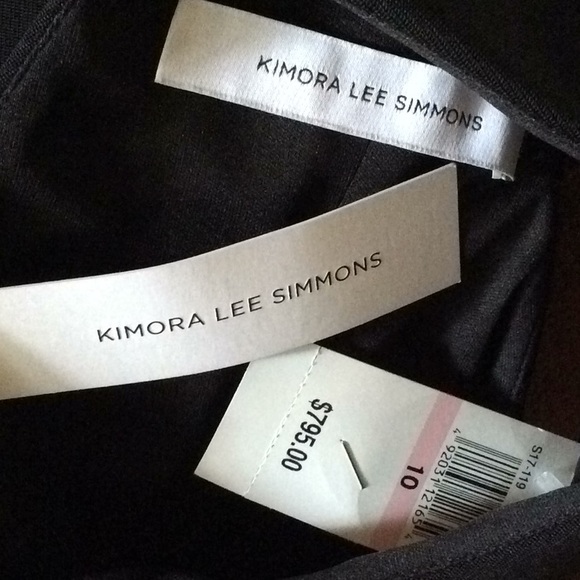 KIMORA LEE SIMMONS
KIMORA LEE SIMMONS
$795.00
10
S17-119